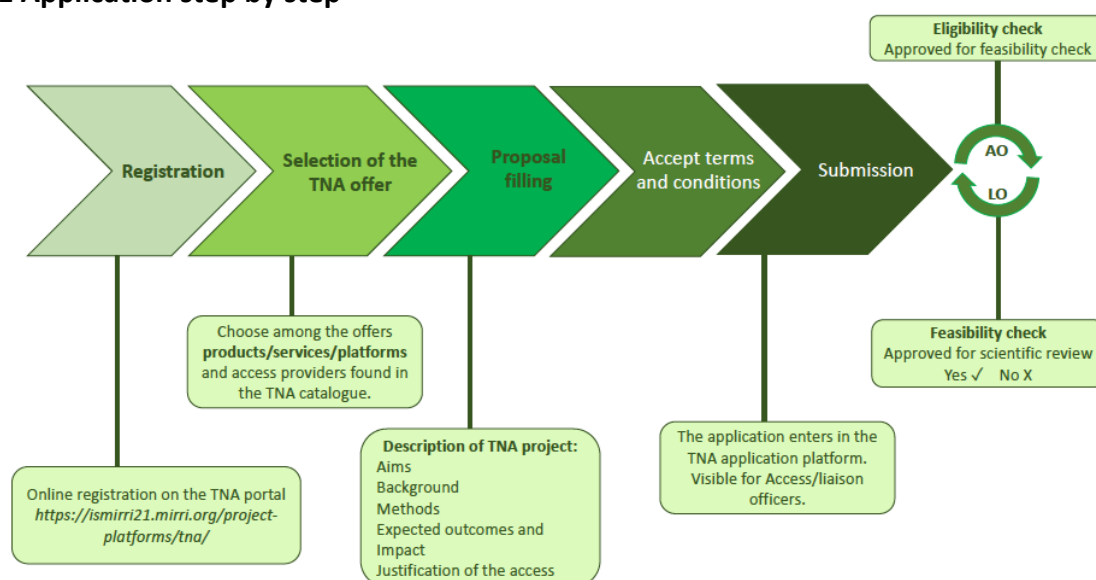 Application step by step
Eligibility check
Approved for feasibility check
Registration
Selection of the
TNA offer
Proposal
filling
Accept terms
and conditions
Submission
AO
LO
Choose among the offers
products/services/platforms
and access providers found in
the TNA catalogue.
Feasibility check
Approved for scientific review
Yes √ No X
Online registration on the TNA portal
https://ismirri21.mirri.org/project-
platforms/tna/
Description of TNA project:
Aims
Background
Methods
Expected outcomes and
Impact
Justification of the access
The application enters in the
TNA application platform.
Visible for Access/liaison
officers.